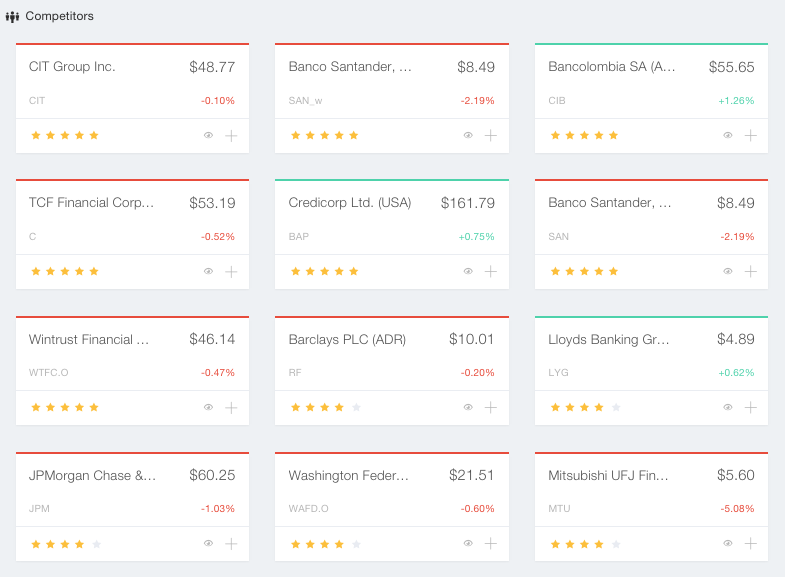 Competitors
CIT Group Inc. $48.77
CIT -0.10%
Banco Santander, ... $8.49
SAN_w -2.19%
Bancolombia SA (A... $55.65
CIB +1.26%
TCF Financial Corp... $53.19
C -0.52%
Credicorp Ltd. (USA) $161.79
BAP +0.75%
Banco Santander, ... $8.49
SAN -2.19%
Wintrust Financial ... $46.14
WTFC.O -0.47%
Barclays PLC (ADR) $10.01
RF -0.20%
Lloyds Banking Gr... $4.89
LYG +0.62%
JPMorgan Chase &... $60.25
JPM -1.03%
Washington Feder... $21.51
WAFD.O -0.60%
Mitsubishi UFJ Fin... $5.60
MTU -5.08%